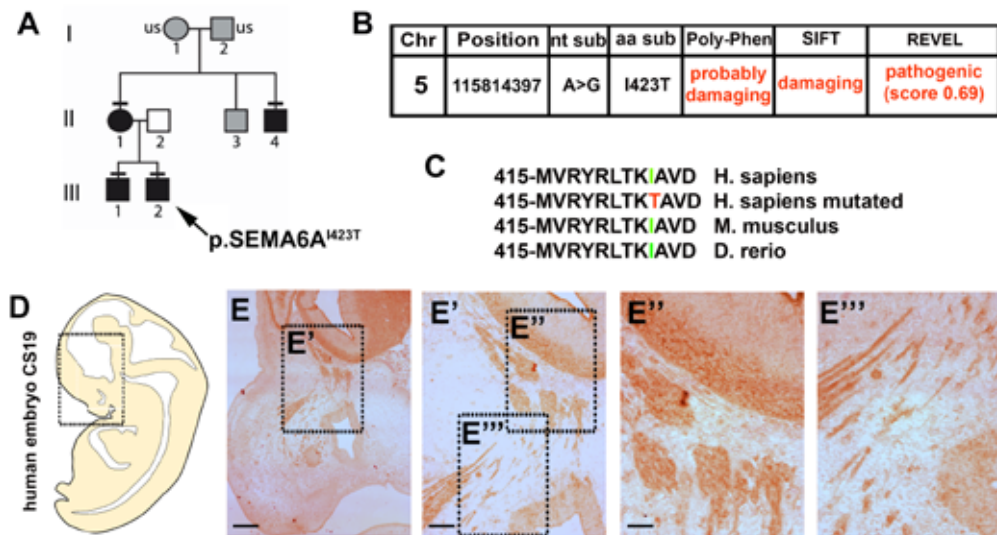 A
I
us
us
1
2
II
1
2
3
4
III
1
2
p.SEMA6A^I423T
B
Chr Position nt sub aa sub Poly-Phen SIFT REVEL
5 115814397 A>G I423T probably damaging damaging pathogenic (score 0.69)
C
415-MVRYRLTKIAVD H. sapiens
415-MVRYRLTKTAVD H. sapiens mutated
415-MVRYRLTKIAVD M. musculus
415-MVRYRLTKIAVD D. rerio
D
human embryo CS19
E
E'
E'
E''
E'''
E''
E'''